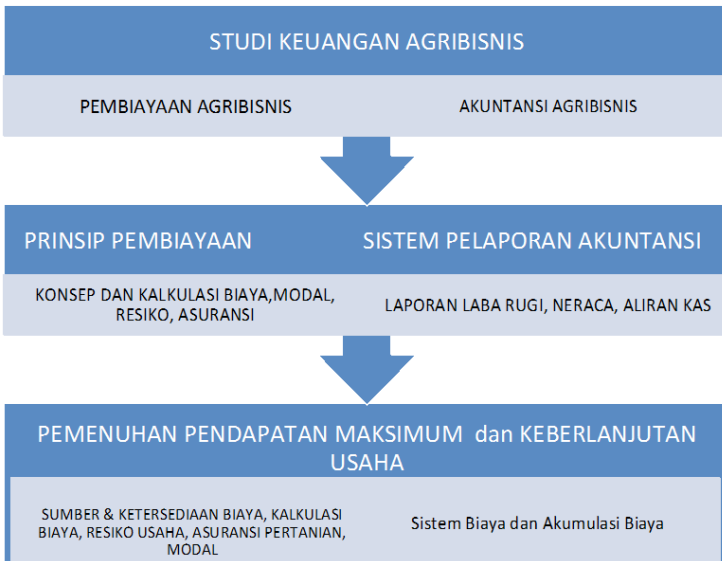 STUDI KEUANGAN AGRIBISNIS
PEMBIAYAAN AGRIBISNIS
AKUNTANSI AGRIBISNIS
PRINSIP PEMBIAYAAN
SISTEM PELAPORAN AKUNTANSI
KONSEP DAN KALKULASI BIAYA,MODAL,
RESIKO, ASURANSI
LAPORAN LABA RUGI, NERACA, ALIRAN KAS
PEMENUHAN PENDAPATAN MAKSIMUM dan KEBERLANJUTAN
USAHA
SUMBER & KETERSEDIAAN BIAYA, KALKULASI
BIAYA, RESIKO USAHA, ASURANSI PERTANIAN,
MODAL
Sistem Biaya dan Akumulasi Biaya